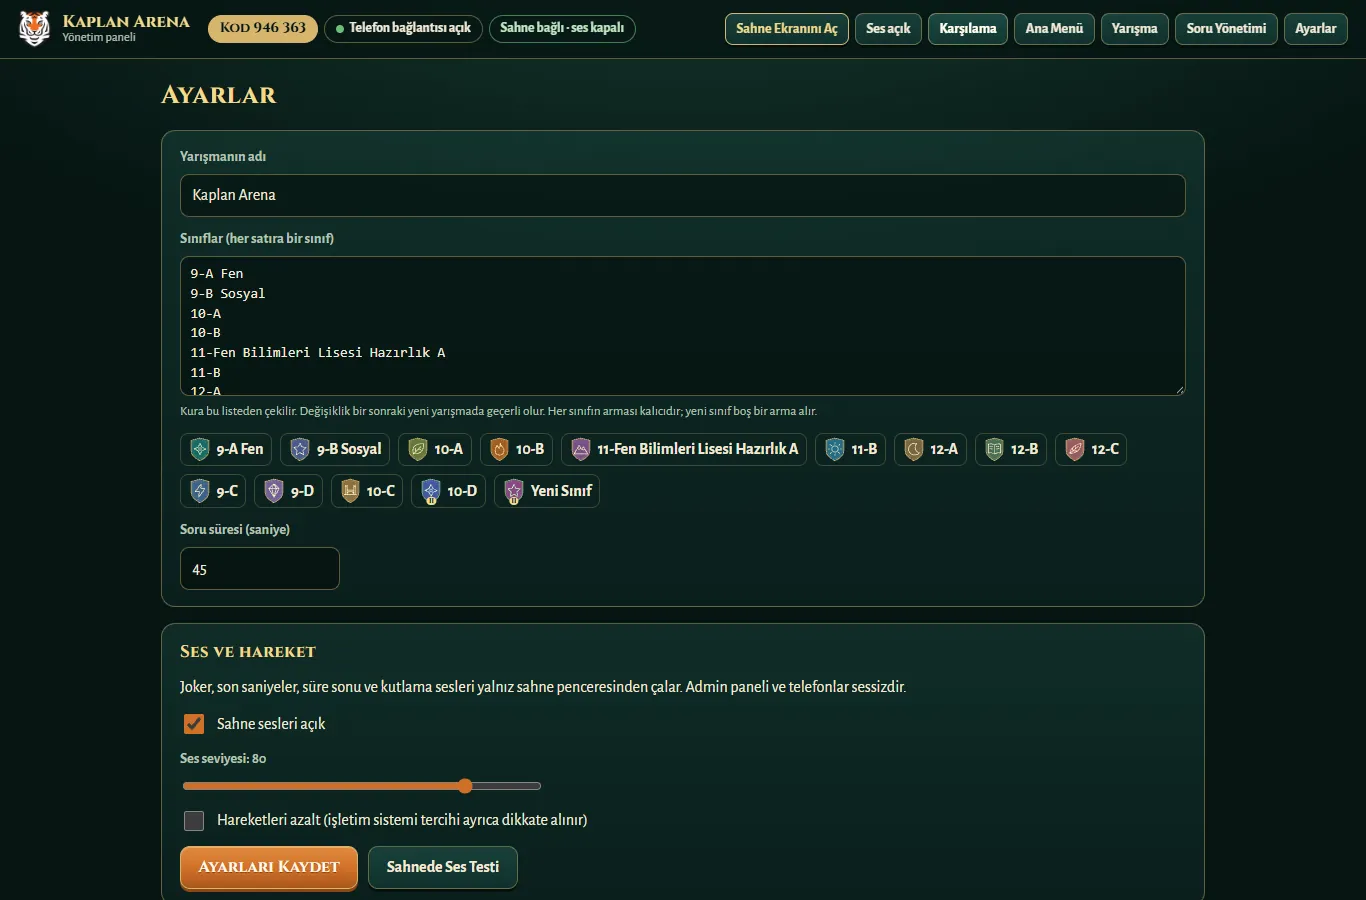 Kaplan Arena
Yönetim paneli
Kod 946 363
Telefon bağlantısı açık
Sahne bağlı · ses kapalı
Sahne Ekranını Aç
Ses açık
Karşılama
Ana Menü
Yarışma
Soru Yönetimi
Ayarlar
Ayarlar
Yarışmanın adı
Kaplan Arena
Sınıflar (her satıra bir sınıf)
9-A Fen
9-B Sosyal
10-A
10-B
11-Fen Bilimleri Lisesi Hazırlık A
11-B
12-A
Kura bu listeden çekilir. Değişiklik bir sonraki yeni yarışmada geçerli olur. Her sınıfın arması kalıcıdır; yeni sınıf boş bir arma alır.
9-A Fen
9-B Sosyal
10-A
10-B
11-Fen Bilimleri Lisesi Hazırlık A
11-B
12-A
12-B
12-C
9-C
9-D
10-C
II
10-D
II
Yeni Sınıf
Soru süresi (saniye)
45
Ses ve hareket
Joker, son saniyeler, süre sonu ve kutlama sesleri yalnız sahne penceresinden çalar. Admin paneli ve telefonlar sessizdir.
Sahne sesleri açık
Ses seviyesi: 80
Hareketleri azalt (işletim sistemi tercihi ayrıca dikkate alınır)
Ayarları Kaydet
Sahnede Ses Testi